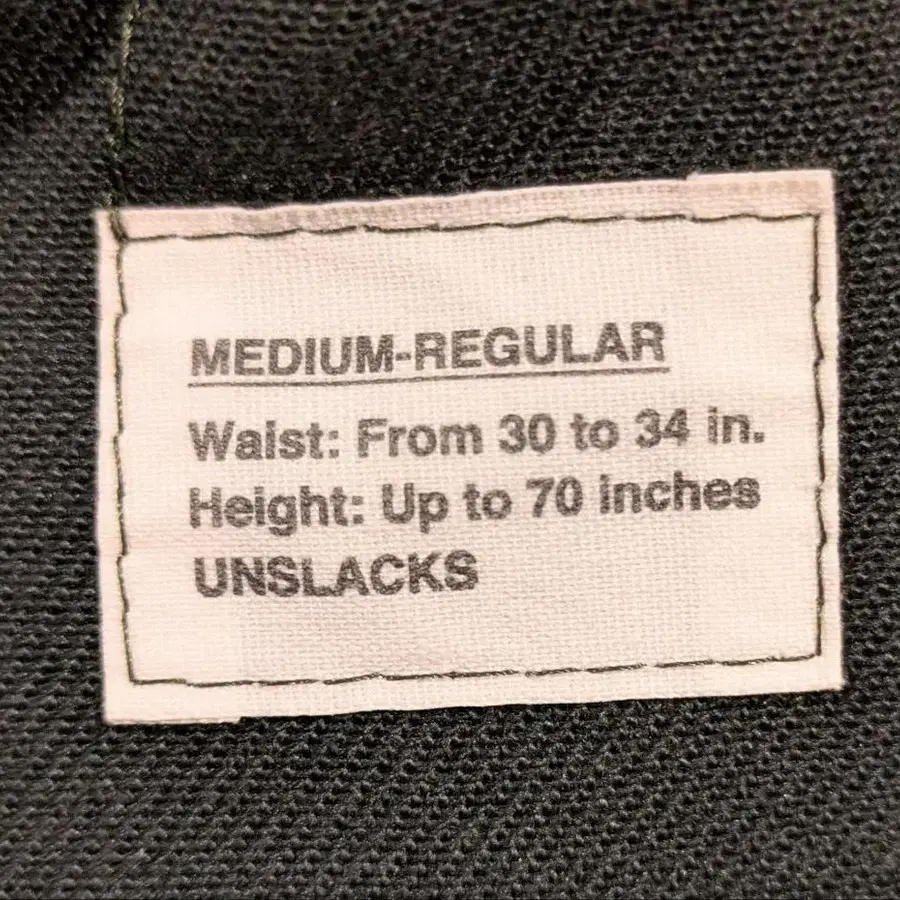 MEDIUM-REGULAR
Waist: From 30 to 34 in.
Height: Up to 70 inches
UNSLACKS